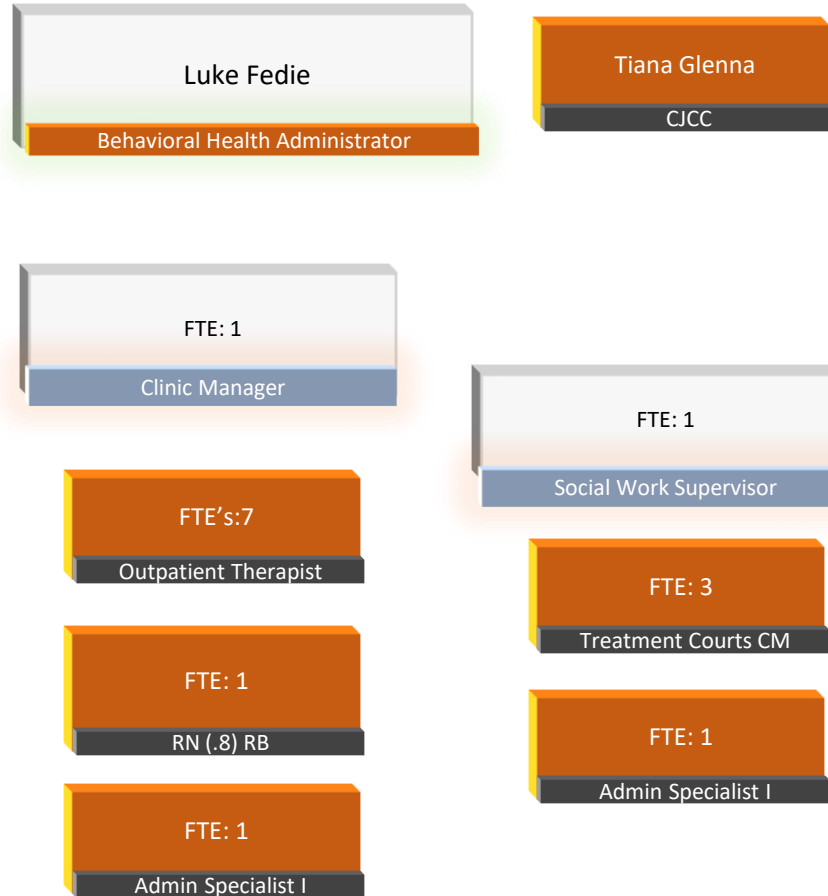 Luke Fedie
Behavioral Health Administrator
Tiana Glenna
CJCC
FTE: 1
Clinic Manager
FTE: 1
Social Work Supervisor
FTE's:7
Outpatient Therapist
FTE: 3
Treatment Courts CM
FTE: 1
RN (.8) RB
FTE: 1
Admin Specialist I
FTE: 1
Admin Specialist I